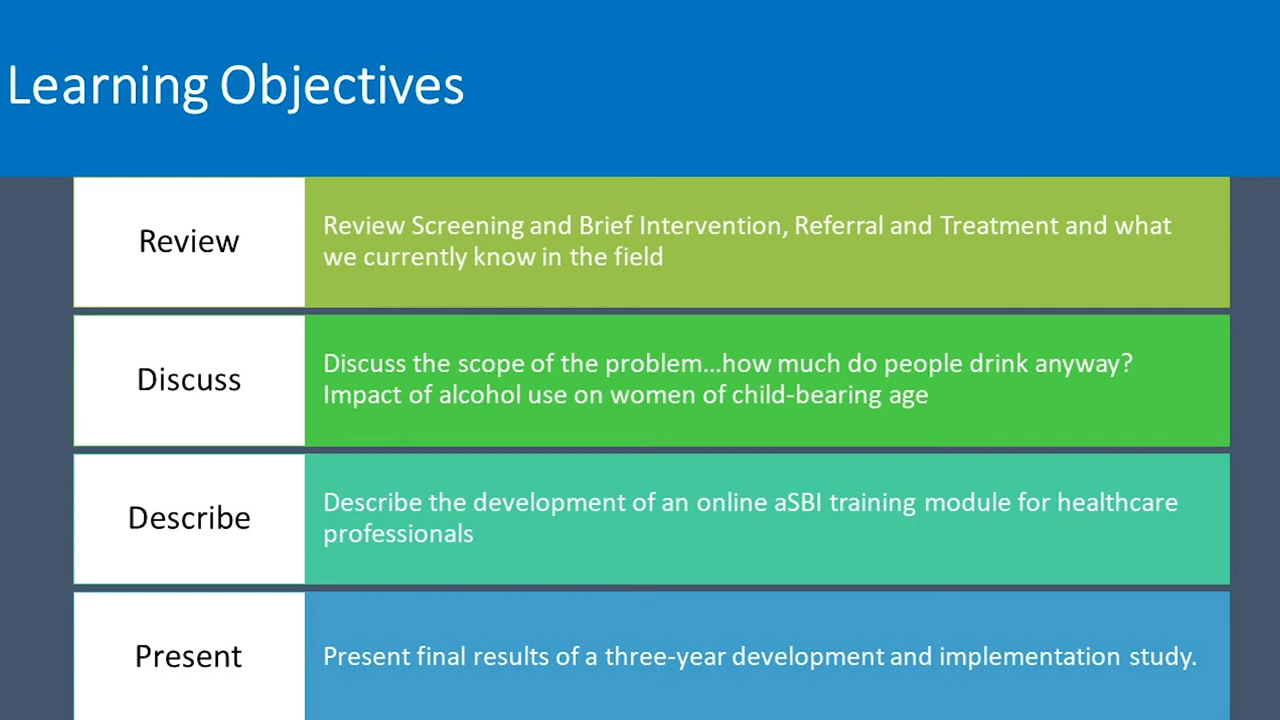 Learning Objectives
Review
Review Screening and Brief Intervention, Referral and Treatment and what
we currently know in the field
Discuss
Discuss the scope of the problem...how much do people drink anyway?
Impact of alcohol use on women of child-bearing age
Describe
Describe the development of an online aSBI training module for healthcare
professionals
Present
Present final results of a three-year development and implementation study.